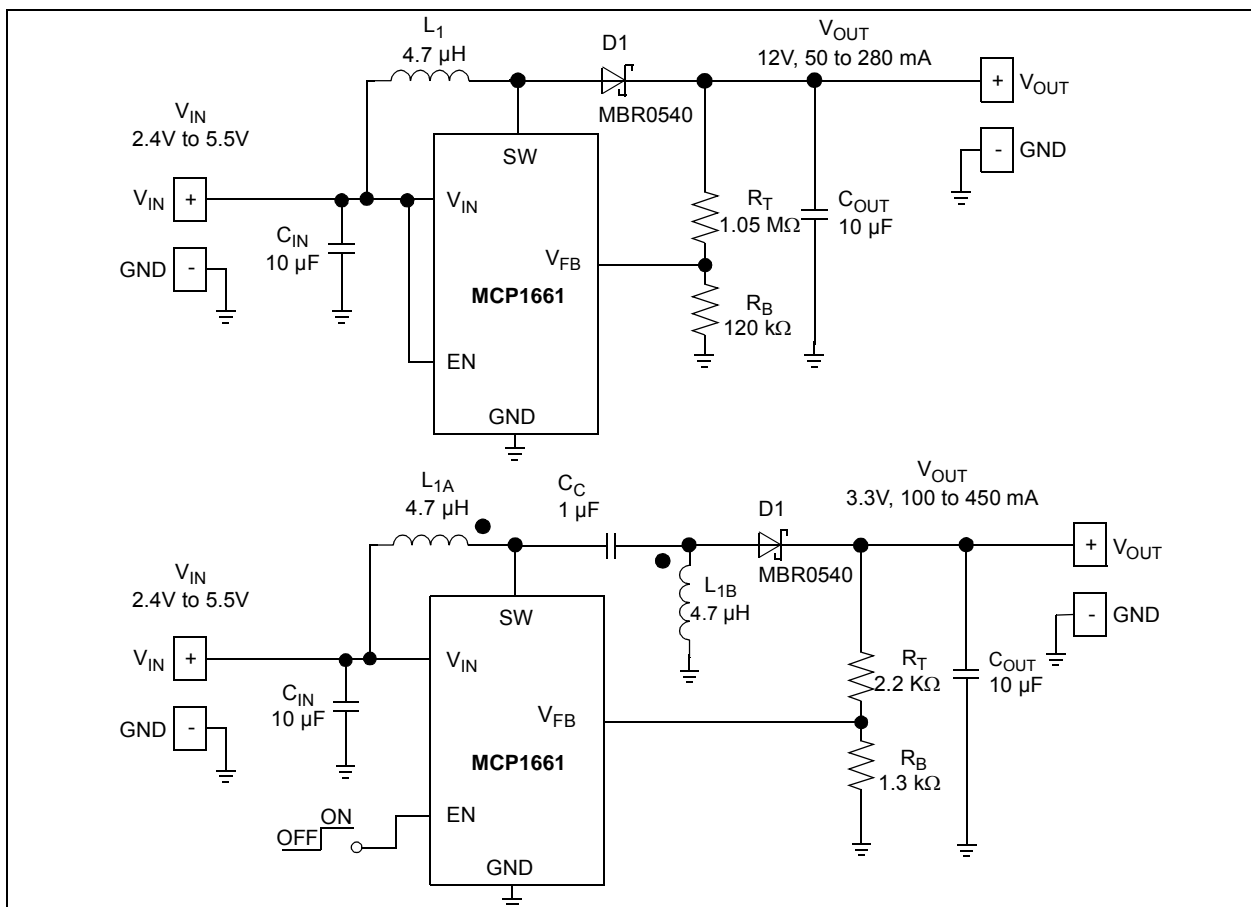 L1
4.7 µH
D1
MBR0540
VOUT
12V, 50 to 280 mA
+ VOUT
- GND
VIN
2.4V to 5.5V
VIN +
GND -
CIN
10 µF
SW
VIN
VFB
MCP1661
EN
GND
RT
1.05 MΩ
RB
120 kΩ
COUT
10 µF
L1A
4.7 µH
CC
1 µF
L1B
4.7 µH
D1
MBR0540
VOUT
3.3V, 100 to 450 mA
+ VOUT
- GND
VIN
2.4V to 5.5V
VIN +
GND -
CIN
10 µF
SW
VIN
VFB
MCP1661
EN
GND
OFF ON
RT
2.2 KΩ
RB
1.3 kΩ
COUT
10 µF